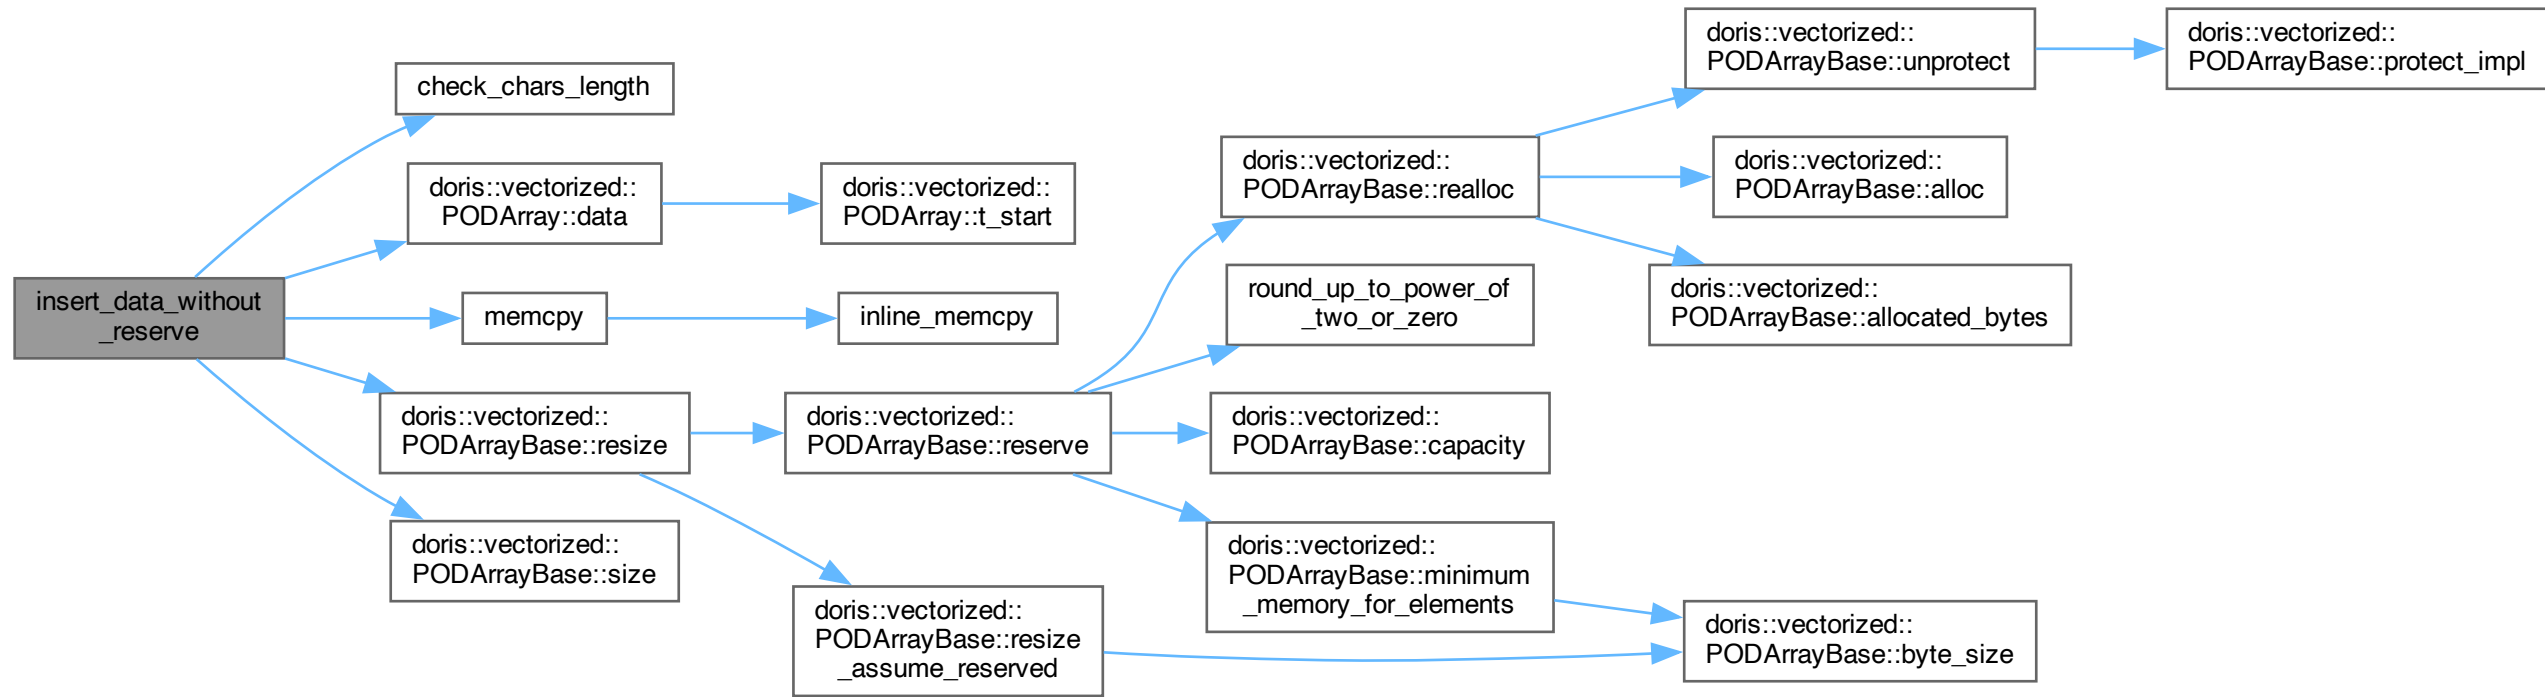 insert_data_without
_reserve
check_chars_length
doris::vectorized::
PODArray::data
doris::vectorized::
PODArray::t_start
memcpy
inline_memcpy
doris::vectorized::
PODArrayBase::resize
doris::vectorized::
PODArrayBase::size
doris::vectorized::
PODArrayBase::reserve
doris::vectorized::
PODArrayBase::resize
_assume_reserved
doris::vectorized::
PODArrayBase::realloc
round_up_to_power_of
_two_or_zero
doris::vectorized::
PODArrayBase::capacity
doris::vectorized::
PODArrayBase::minimum
_memory_for_elements
doris::vectorized::
PODArrayBase::unprotect
doris::vectorized::
PODArrayBase::alloc
doris::vectorized::
PODArrayBase::allocated_bytes
doris::vectorized::
PODArrayBase::byte_size
doris::vectorized::
PODArrayBase::protect_impl